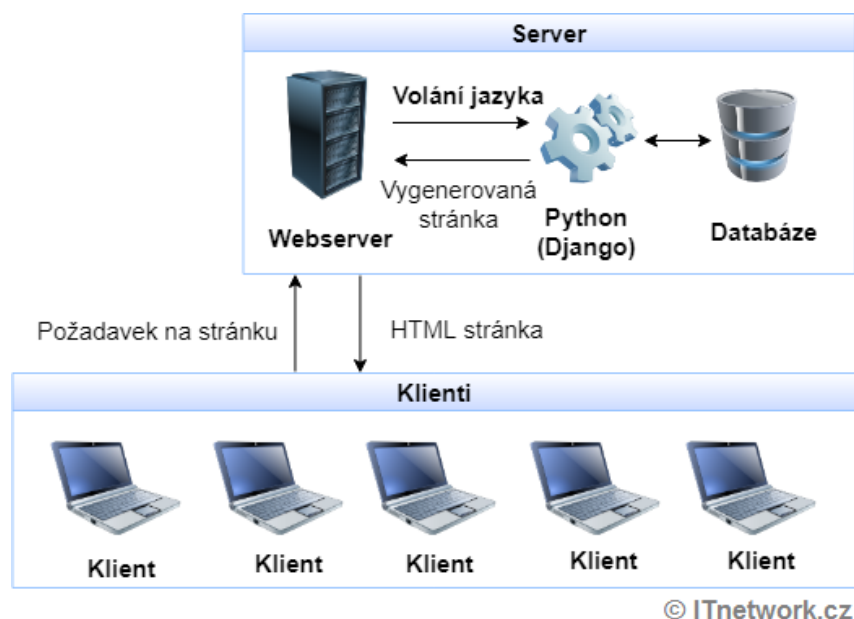 Server
Volání jazyka
Vygenerovaná
stránka
Webserver
Python
(Django)
Databáze
Požadavek na stránku
HTML stránka
Klienti
Klient
Klient
Klient
Klient
Klient
© ITnetwork.cz